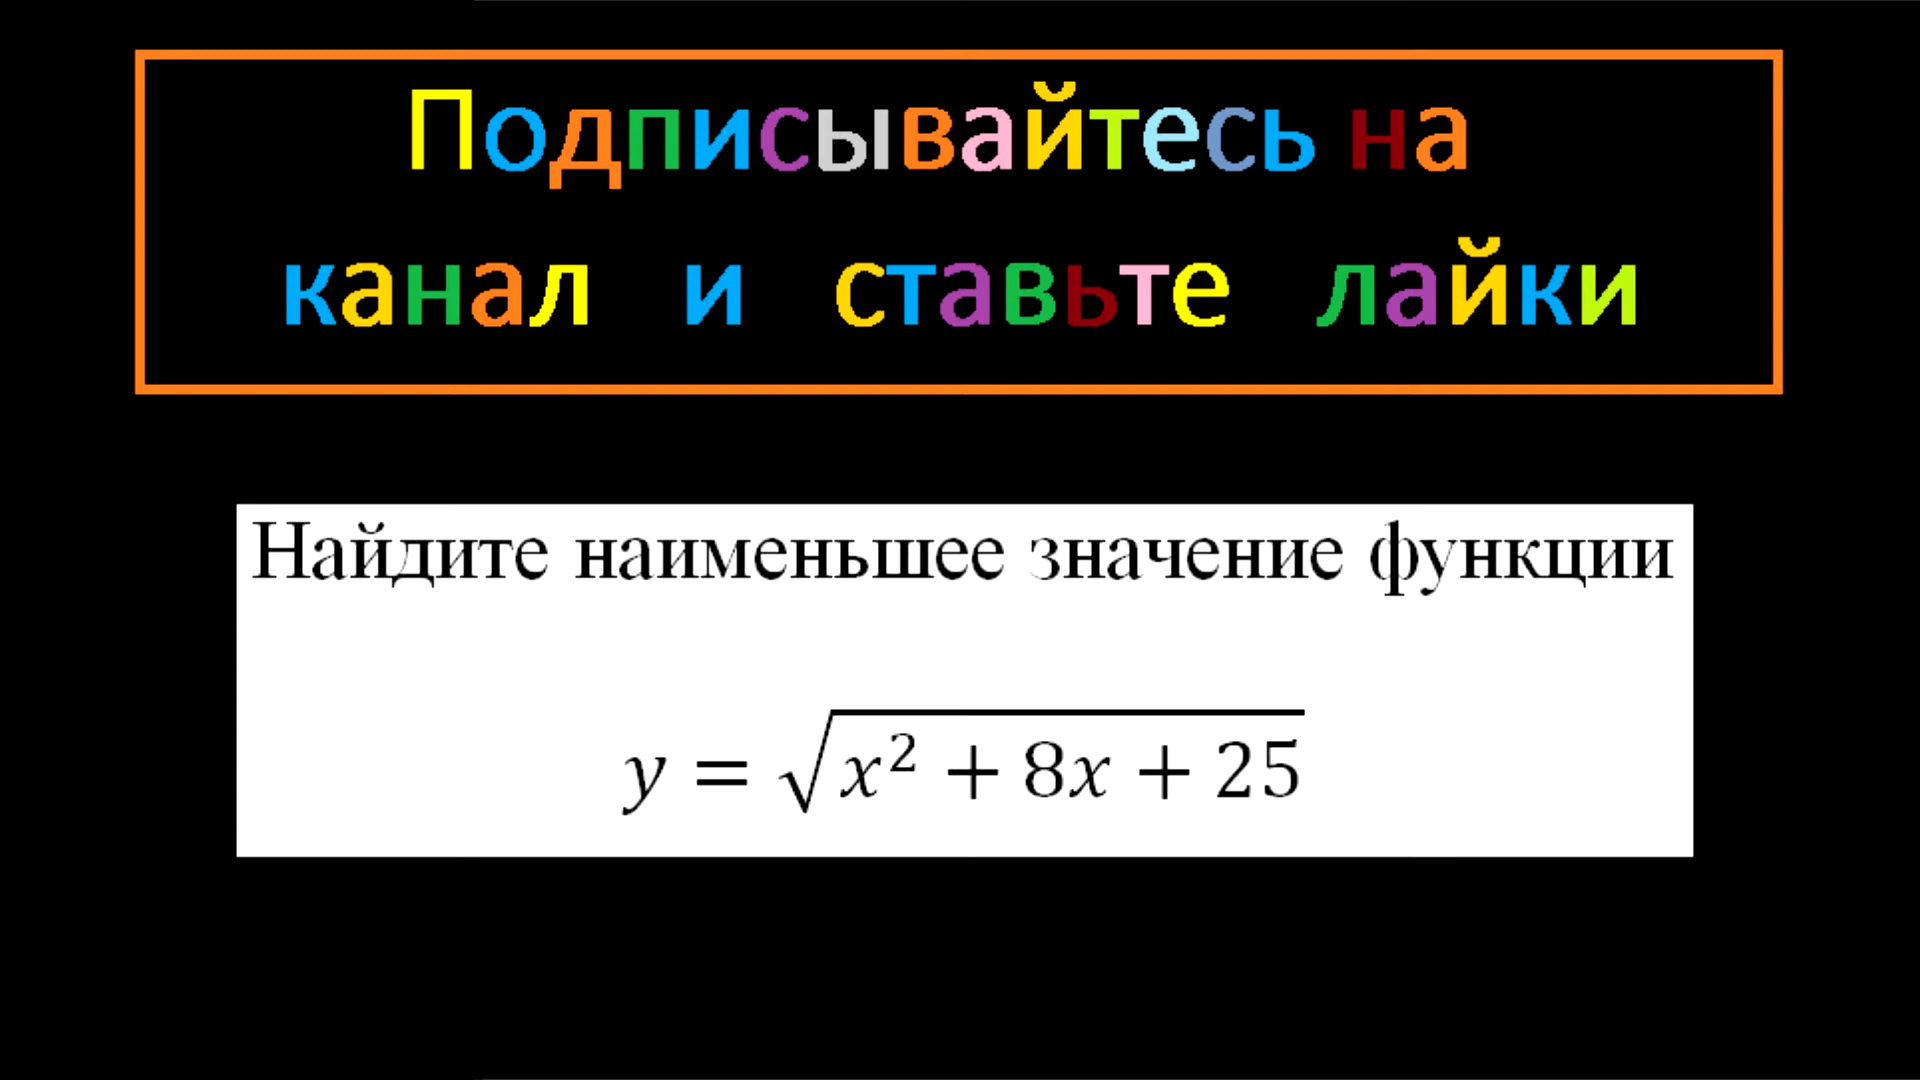 Подписывайтесь на
канал и ставьте лайки
Найдите наименьшее значение функции
y = √x² + 8x + 25